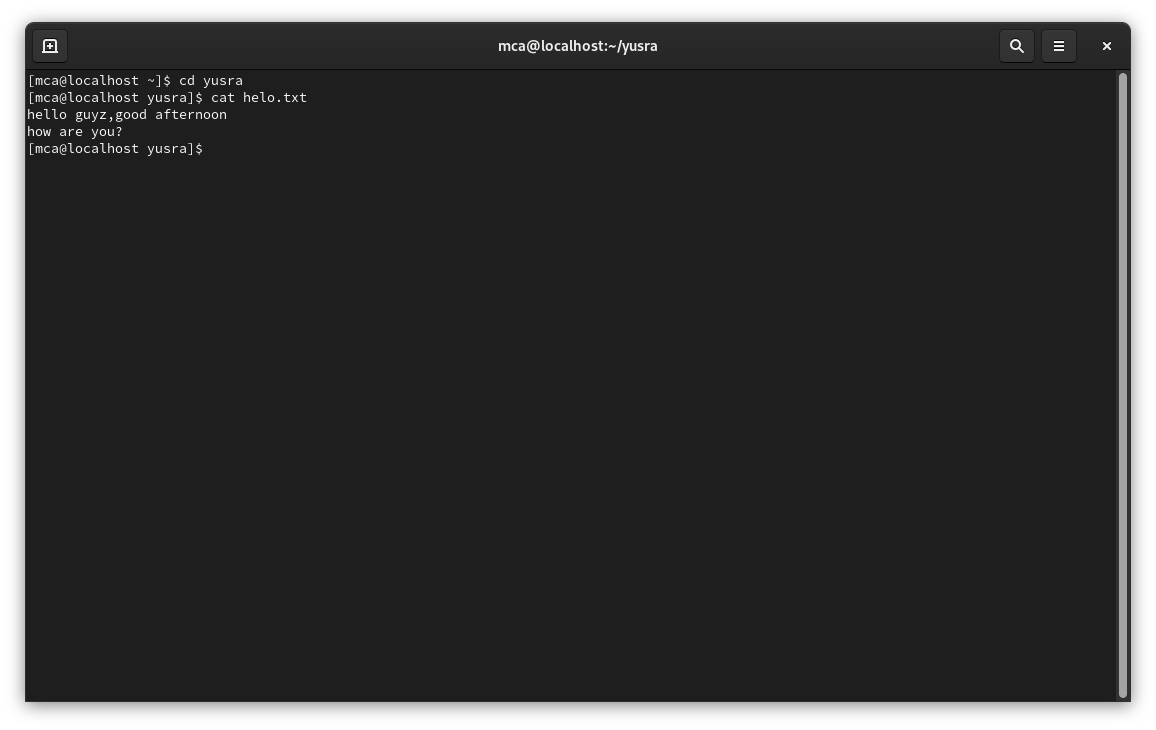 mca@localhost:~/yusra
[mca@localhost ~]$ cd yusra
[mca@localhost yusra]$ cat helo.txt
hello guyz,good afternoon
how are you?
[mca@localhost yusra]$